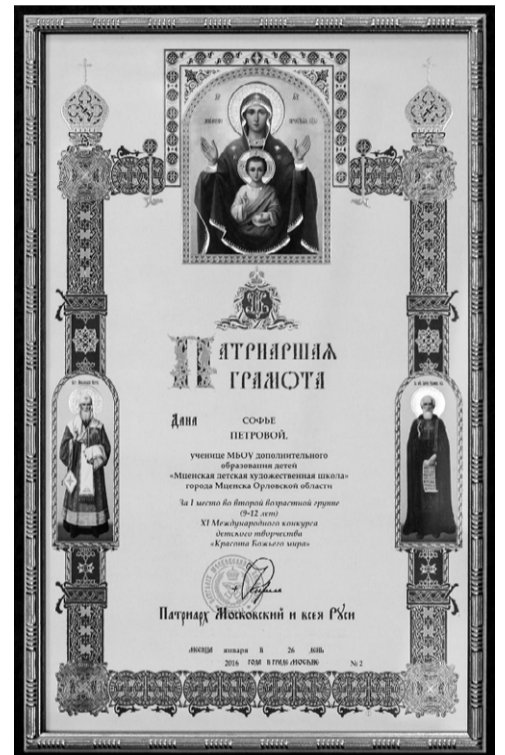 ПАТРИАРШАЯ
ГРАМОТА
Дана СОФЬЕ
ПЕТРОВОЙ,
ученице МБОУ дополнительного
образования детей
«Мценская детская художественная школа»
города Мценска Орловской области
За I место во второй возрастной группе
(9-12 лет)
XI Международного конкурса
детского творчества
«Красота Божьего мира»
Патриарх Московский и всея Руси
месяца января в 26 день
2016 года в граде Москве № 2